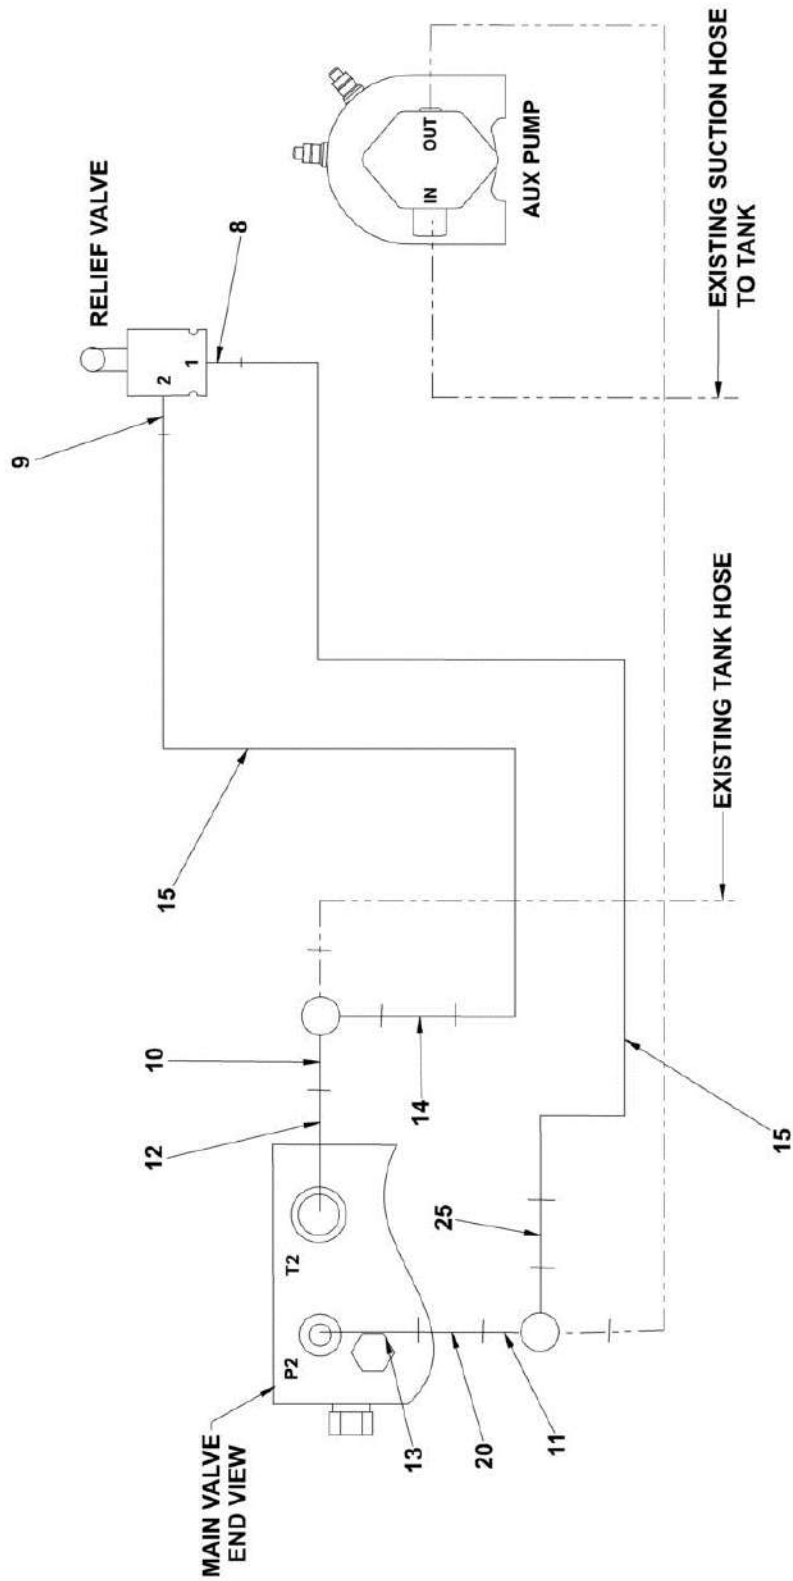 RELIEF VALVE
9
2
1
8
IN
OUT
AUX PUMP
15
10
12
14
MAIN VALVE
END VIEW
P2
T2
13
20
11
25
15
EXISTING TANK HOSE
EXISTING SUCTION HOSE
TO TANK